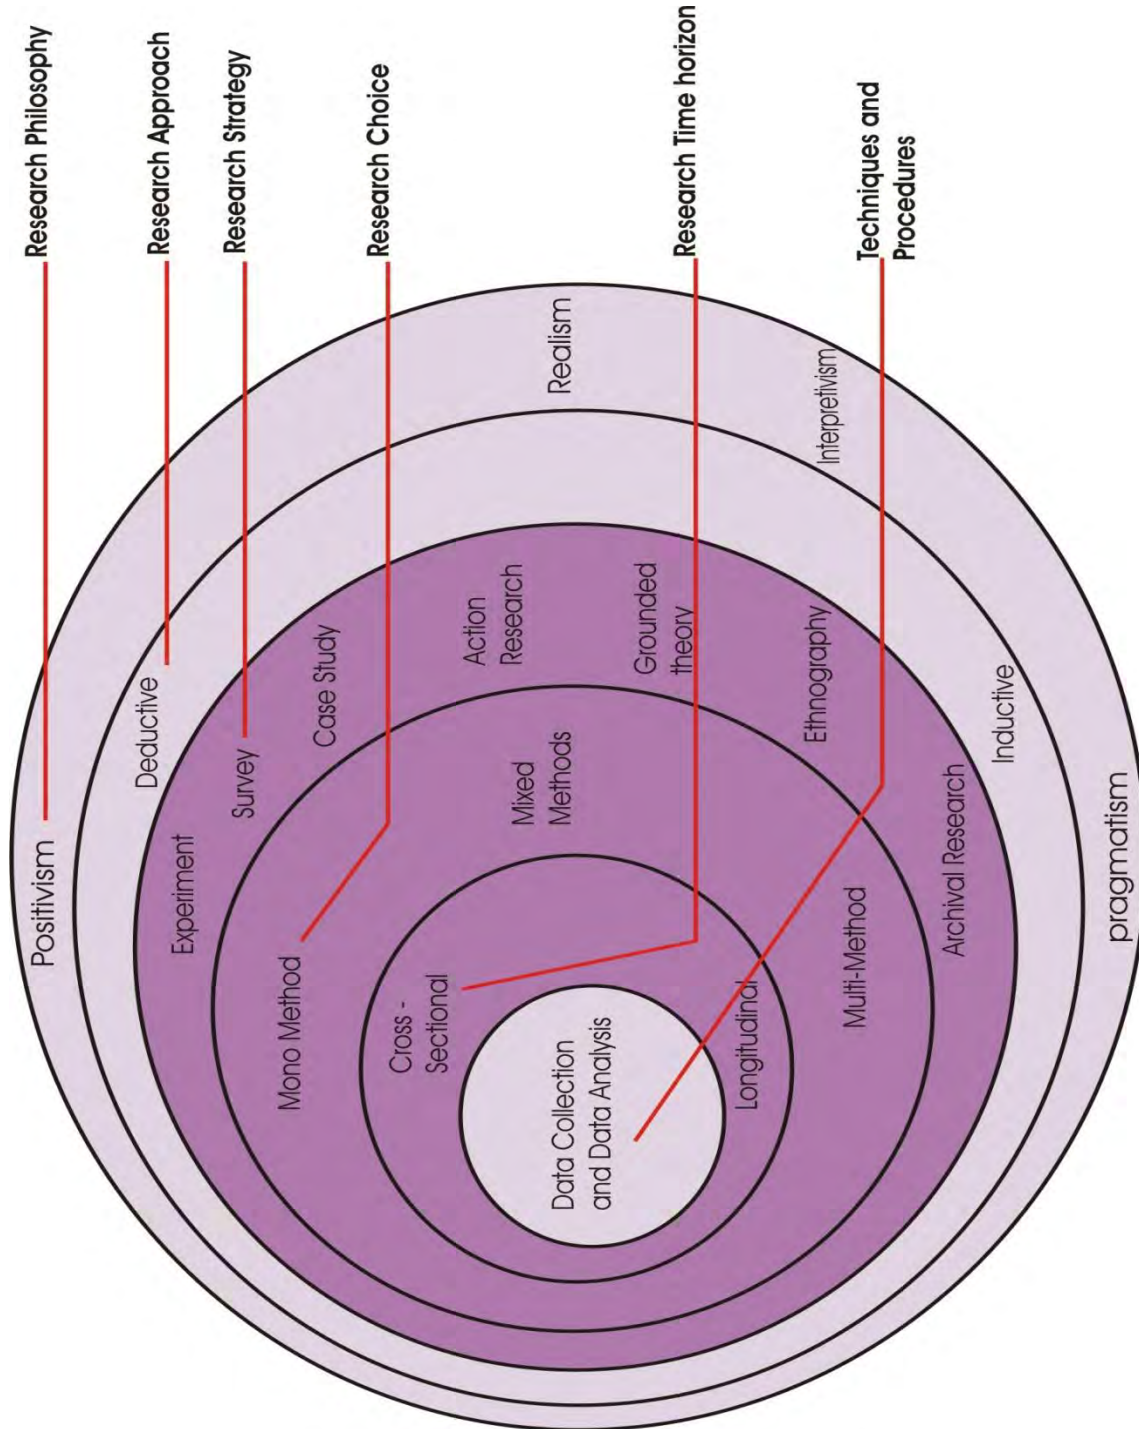 Positivism
Research Philosophy
Deductive
Research Approach
Experiment
Survey
Research Strategy
Mono Method
Case Study
Research Choice
Cross -
Sectional
Action
Research
Mixed
Methods
Realism
Data Collection
and Data Analysis
Grounded
theory
Research Time horizon
Longitudinal
Ethnography
Interpretivism
Multi-Method
Techniques and
Procedures
Archival Research
Inductive
pragmatism